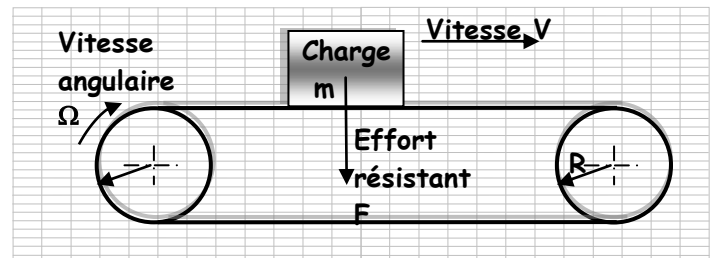 Vitesse
angulaire
Ω
Charge
m
Vitesse V
Effort
résistant
F
R